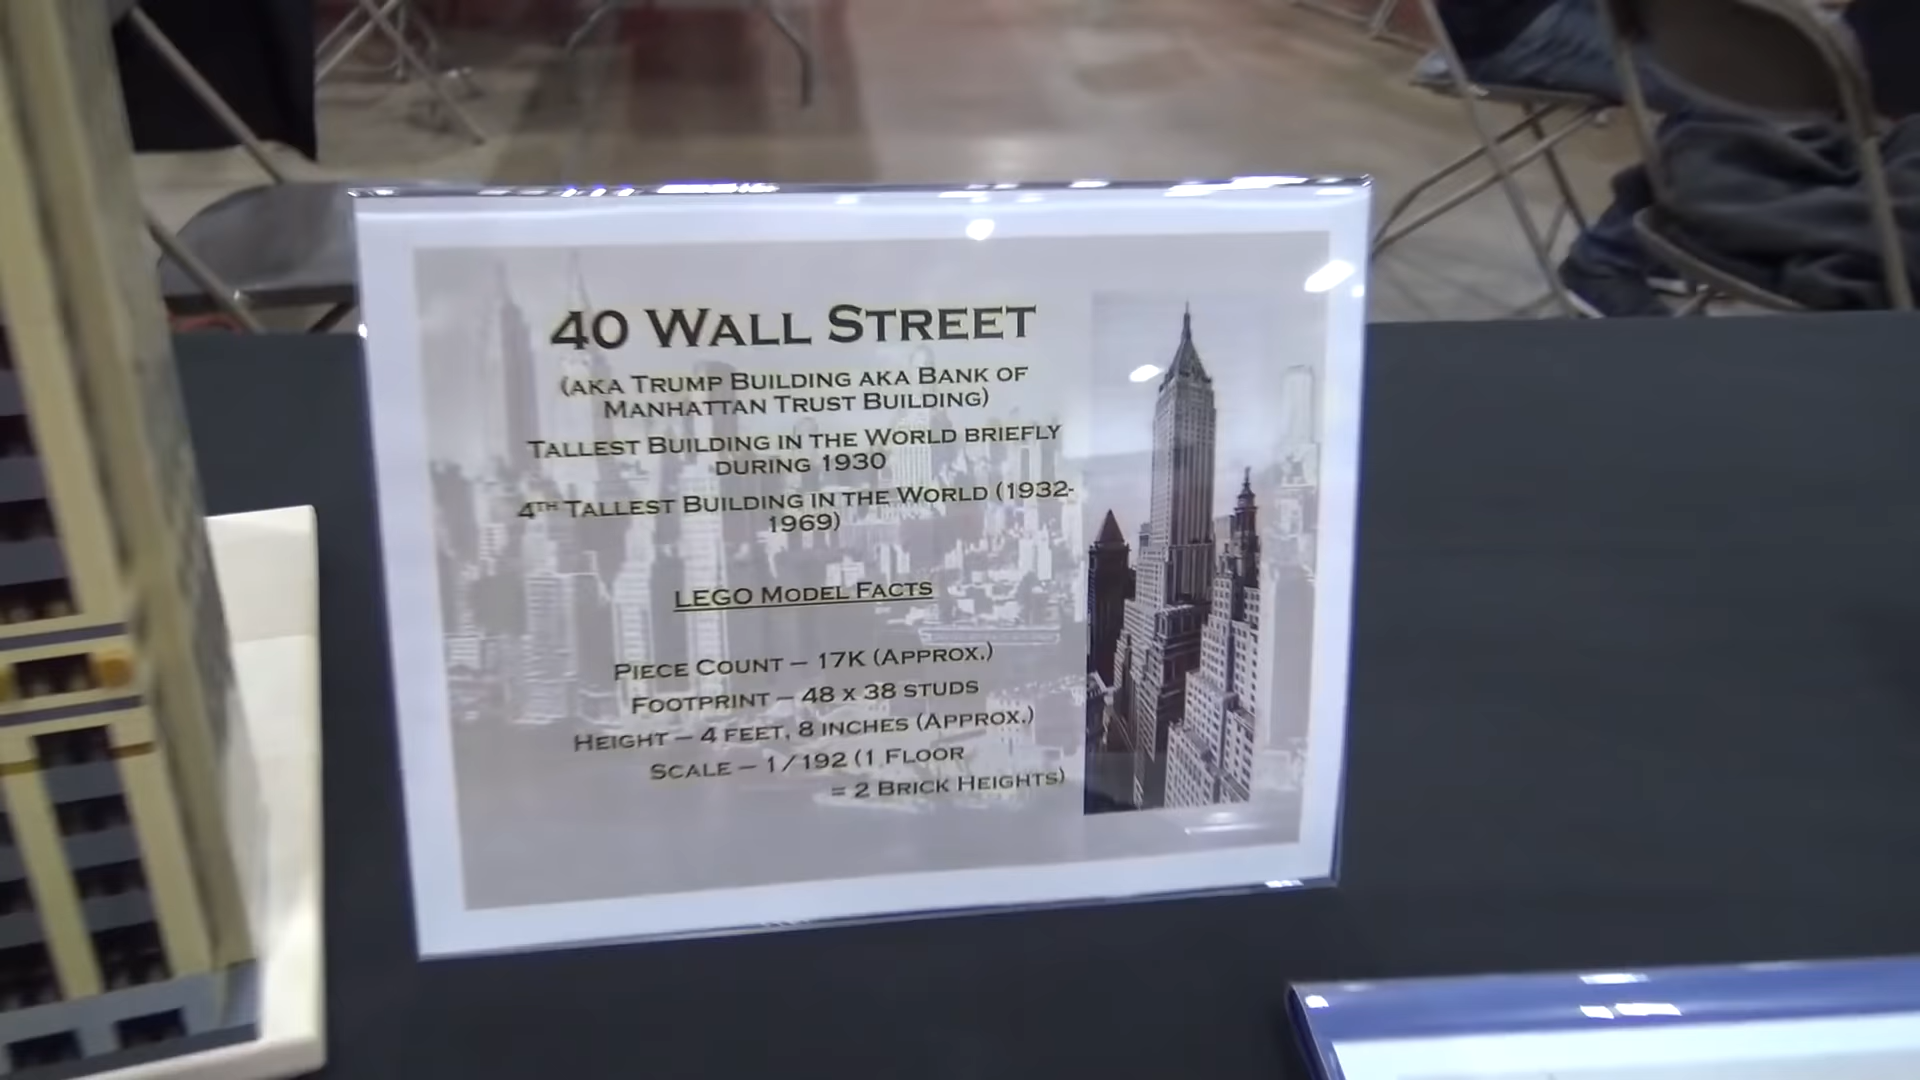 40 WALL STREET
(AKA TRUMP BUILDING AKA BANK OF
MANHATTAN TRUST BUILDING)
TALLEST BUILDING IN THE WORLD BRIEFLY
DURING 1930
4TH TALLEST BUILDING IN THE WORLD (1932-
1969)
LEGO MODEL FACTS
PIECE COUNT – 17K (APPROX.)
FOOTPRINT – 48 X 38 STUDS
HEIGHT – 4 FEET, 8 INCHES (APPROX.)
SCALE – 1/192 (1 FLOOR
= 2 BRICK HEIGHTS)